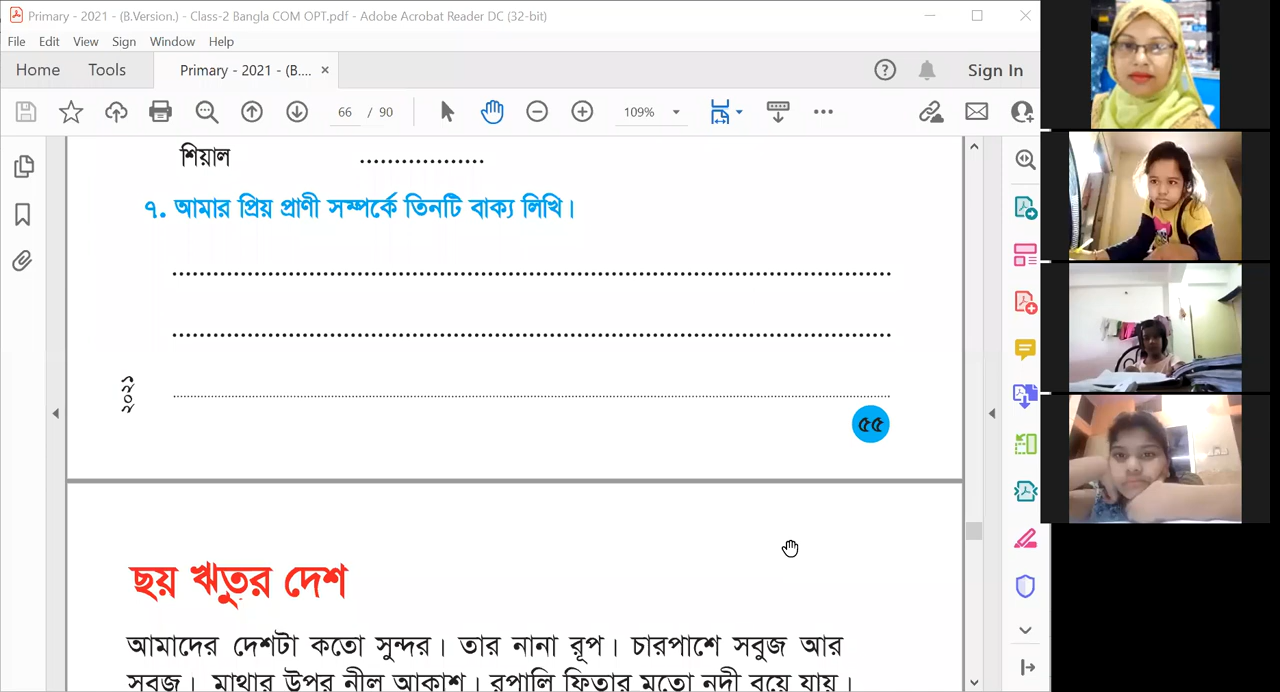 Primary - 2021 - (B.Version.) - Class-2 Bangla COM OPT.pdf - Adobe Acrobat Reader DC (32-bit)
File Edit View Sign Window Help
Home Tools Primary - 2021 - (B.... × Sign In
66 / 90 109%
শিয়াল ..................
৭. আমার প্রিয় প্রাণী সম্পর্কে তিনটি বাক্য লিখি।
২০২১
৫৫
ছয় ঋতুর দেশ
আমাদের দেশটা কতো সুন্দর। তার নানা রূপ। চারপাশে সবুজ আর
সবুজ। মাথার উপর নীল আকাশ। রুপালি ফিতার মতো নদী বয়ে যায়।